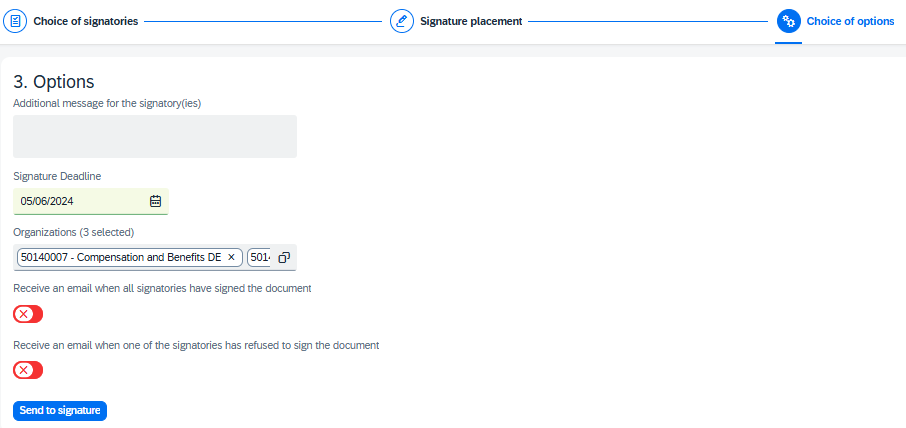 Choice of signatories
Signature placement
Choice of options
3. Options
Additional message for the signatory(ies)
Signature Deadline
05/06/2024
Organizations (3 selected)
50140007 - Compensation and Benefits DE
501
Receive an email when all signatories have signed the document
Receive an email when one of the signatories has refused to sign the document
Send to signature